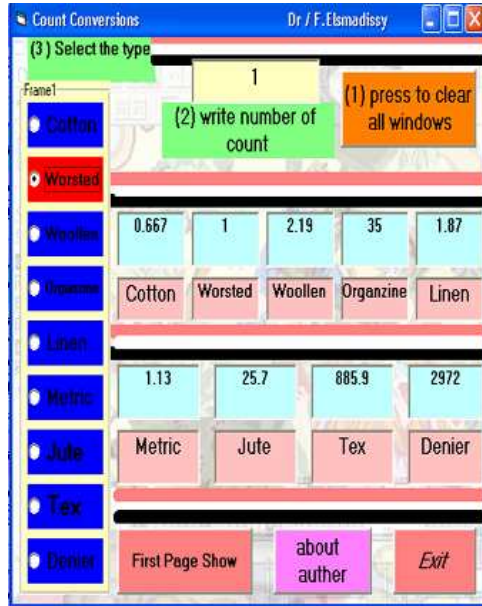 Count Conversions Dr / F.Elsmadissy
(3 ) Select the type
1
(1) press to clear
all windows
(2) write number of
count
Frame1
Cotton
Worsted
Woollen
Organzine
Linen
Metric
Jute
Tex
Denier
0.667 1 2.19 35 1.87
Cotton Worsted Woollen Organzine Linen
1.13 25.7 885.9 2972
Metric Jute Tex Denier
First Page Show
about
auther
Exit